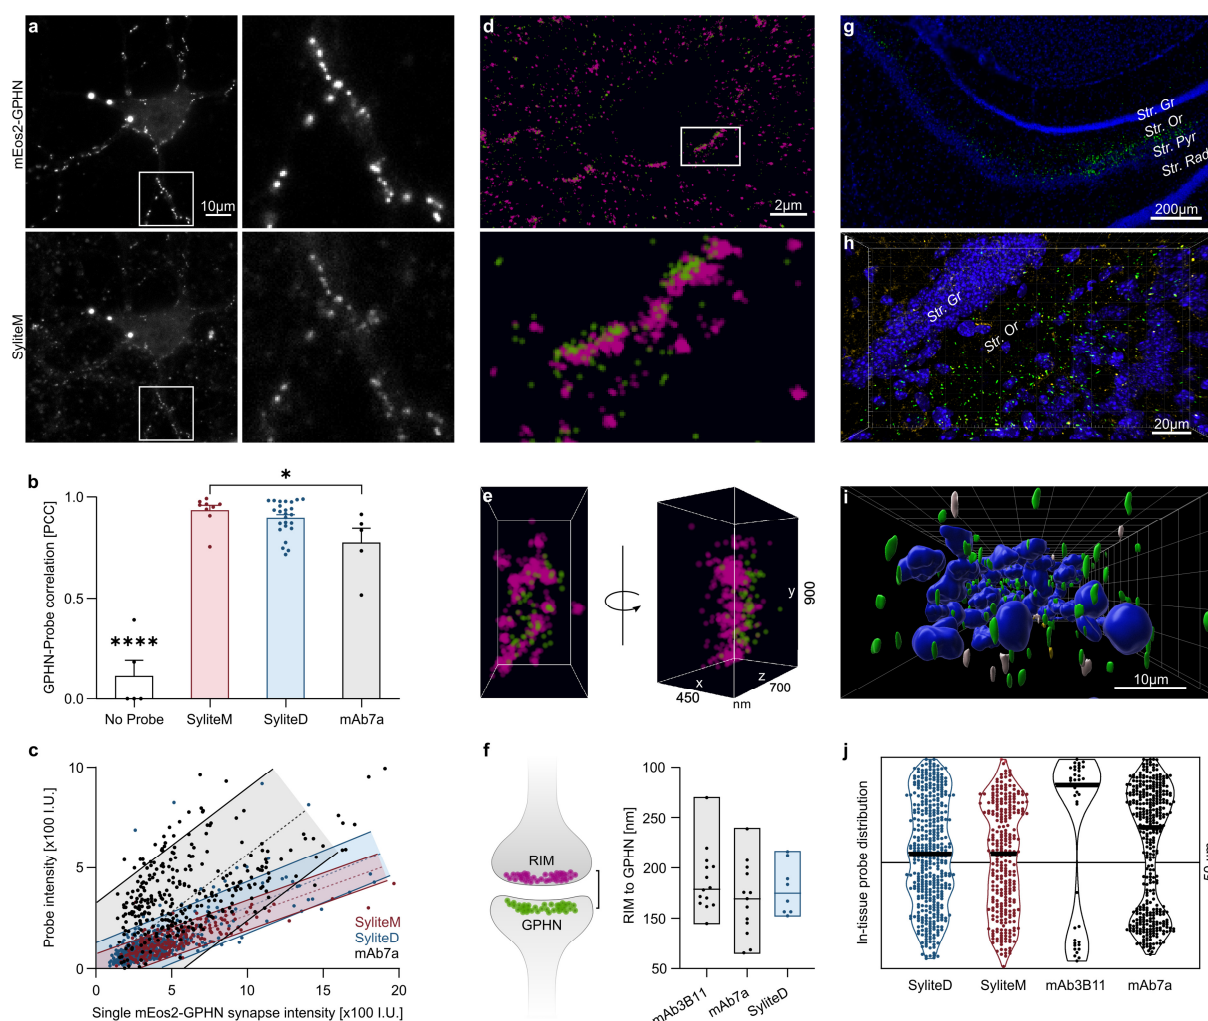 a
mEos2-GPHN
10µm
SyliteM
d
2µm
g
Str. Gr
Str. Or
Str. Pyr
Str. Rad
200µm
h
Str. Gr
Str. Or
20µm
b
GPHN-Probe correlation [PCC]
1.0
0.5
0.0
****
*
No Probe
SyliteM
SyliteD
mAb7a
e
x
y
z
450
700
900
nm
i
10µm
c
Probe intensity [x100 I.U.]
10
5
0
0
5
10
15
20
SyliteM
SyliteD
mAb7a
Single mEos2-GPHN synapse intensity [x100 I.U.]
f
RIM
GPHN
RIM to GPHN [nm]
100
250
200
150
50
mAb3B11
mAb7a
SyliteD
j
In-tissue probe distribution
SyliteD
SyliteM
mAb3B11
mAb7a